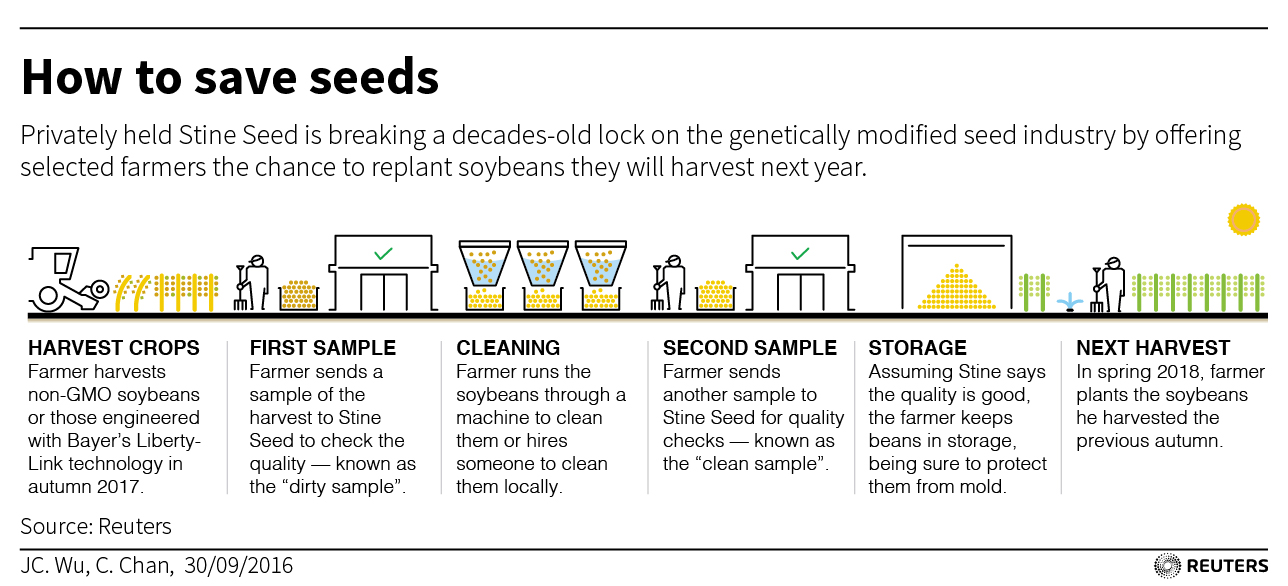 How to save seeds
Privately held Stine Seed is breaking a decades-old lock on the genetically modified seed industry by offering
selected farmers the chance to replant soybeans they will harvest next year.
HARVEST CROPS
Farmer harvests
non-GMO soybeans
or those engineered
with Bayer's Liberty-
Link technology in
autumn 2017.
FIRST SAMPLE
Farmer sends a
sample of the
harvest to Stine
Seed to check the
quality — known as
the “dirty sample”.
CLEANING
Farmer runs the
soybeans through a
machine to clean
them or hires
someone to clean
them locally.
SECOND SAMPLE
Farmer sends
another sample to
Stine Seed for quality
checks — known as
the “clean sample”.
STORAGE
Assuming Stine says
the quality is good,
the farmer keeps
beans in storage,
being sure to protect
them from mold.
NEXT HARVEST
In spring 2018, farmer
plants the soybeans
he harvested the
previous autumn.
Source: Reuters
JC. Wu, C. Chan, 30/09/2016
REUTERS